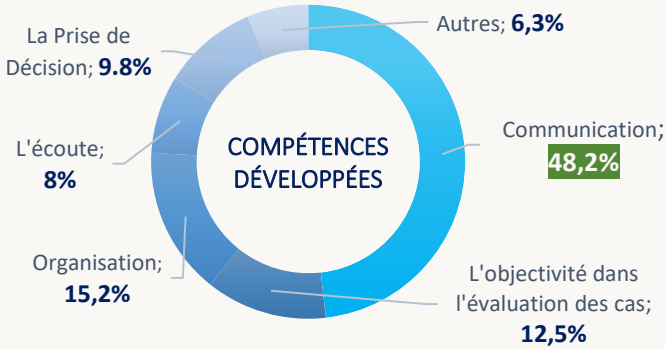 COMPÉTENCES
DÉVELOPPÉES
Autres; 6,3%
Communication;
48,2%
L'objectivité dans
l'évaluation des cas;
12,5%
Organisation;
15,2%
L'écoute;
8%
La Prise de
Décision; 9.8%